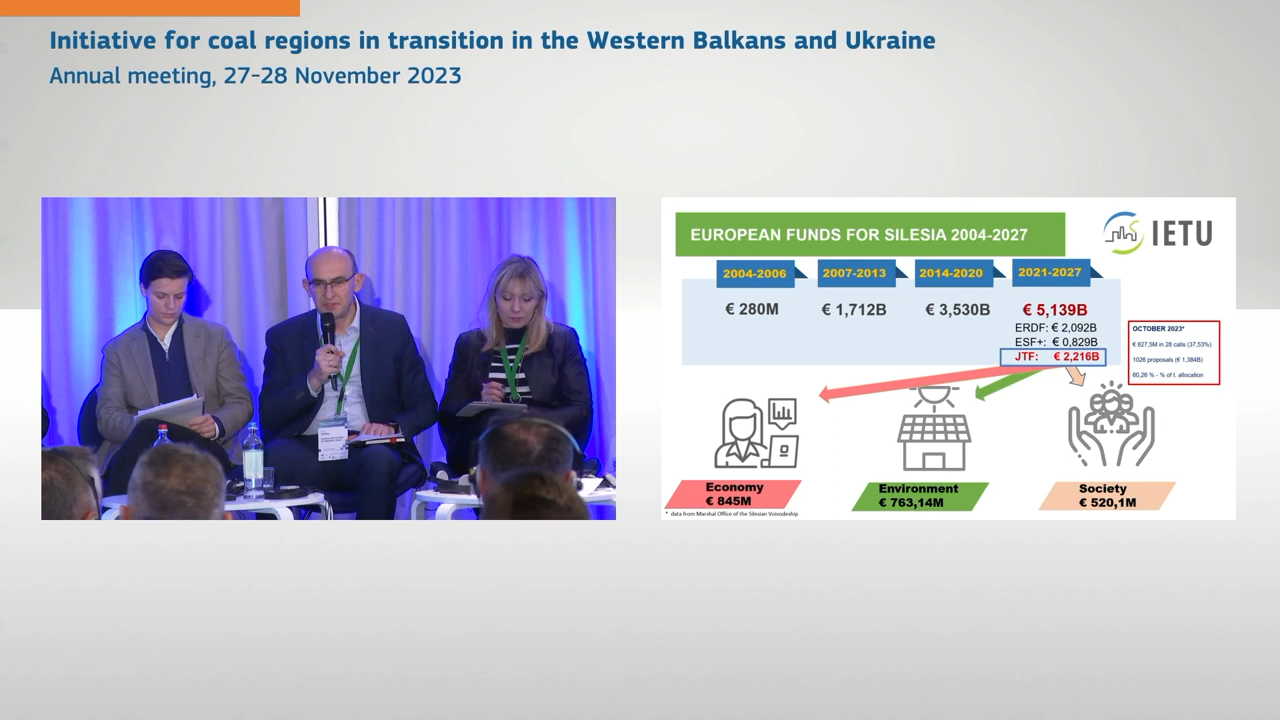 Initiative for coal regions in transition in the Western Balkans and Ukraine
Annual meeting, 27-28 November 2023
EUROPEAN FUNDS FOR SILESIA 2004-2027
IETU
2004-2006
2007-2013
2014-2020
2021-2027
€ 280M
€ 1,712B
€ 3,530B
€ 5,139B
ERDF: € 2,092B
ESF+: € 0,829B
JTF: € 2,216B
OCTOBER 2023*
€ 827,5M in 28 calls (37,53%)
1026 proposals (€ 1,384B)
60,26 % - % of t. allocation
Economy
€ 845M
Environment
€ 763,14M
Society
€ 520,1M
* data from Marshal Office of the Silesian Voivodeship